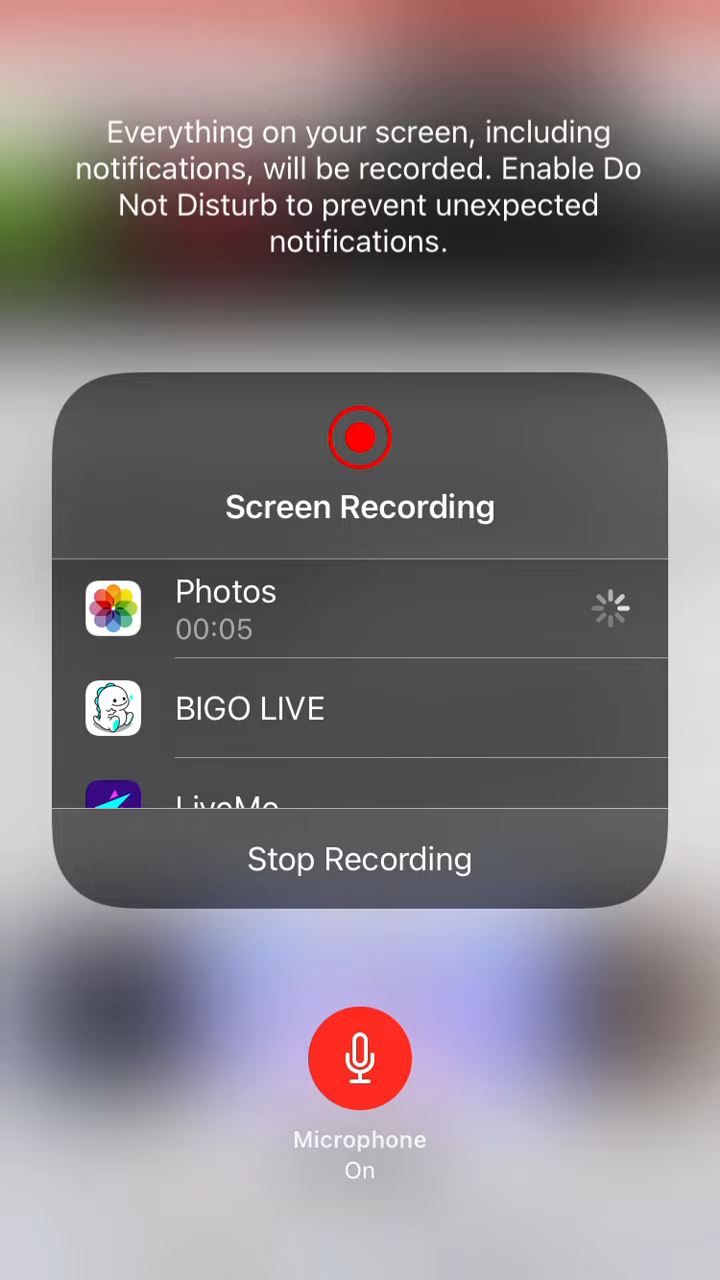 Everything on your screen, including
notifications, will be recorded. Enable Do
Not Disturb to prevent unexpected
notifications.
Screen Recording
Photos
00:05
BIGO LIVE
LiveMe
Stop Recording
Microphone
On